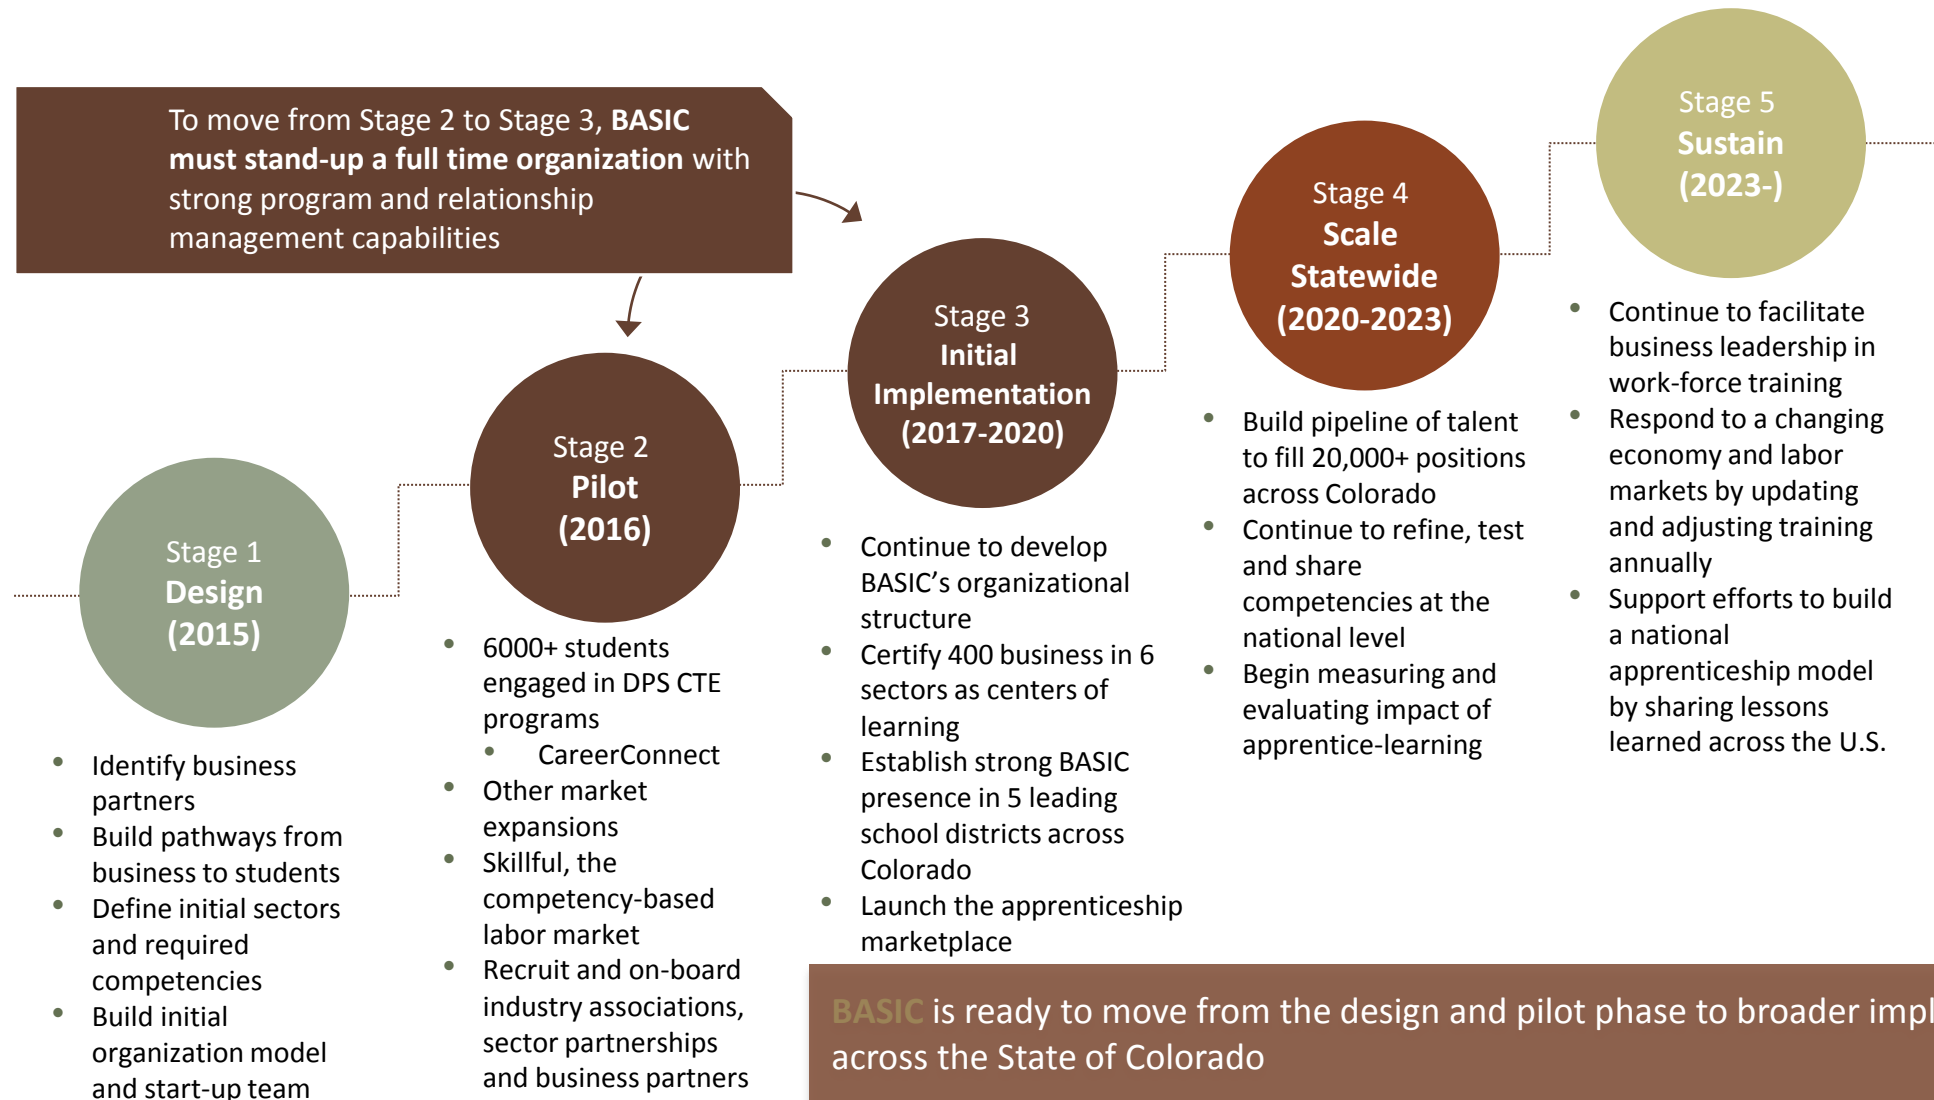 To move from Stage 2 to Stage 3, BASIC
must stand-up a full time organization with
strong program and relationship
management capabilities
Stage 1
Design
(2015)
• Identify business
partners
• Build pathways from
business to students
• Define initial sectors
and required
competencies
• Build initial
organization model
and start-up team
Stage 2
Pilot
(2016)
• 6000+ students
engaged in DPS CTE
programs
• CareerConnect
• Other market
expansions
• Skillful, the
competency-based
labor market
• Recruit and on-board
industry associations,
sector partnerships
and business partners
Stage 3
Initial
Implementation
(2017-2020)
• Continue to develop
BASIC’s organizational
structure
• Certify 400 business in 6
sectors as centers of
learning
• Establish strong BASIC
presence in 5 leading
school districts across
Colorado
• Launch the apprenticeship
marketplace
Stage 4
Scale
Statewide
(2020-2023)
• Build pipeline of talent
to fill 20,000+ positions
across Colorado
• Continue to refine, test
and share
competencies at the
national level
• Begin measuring and
evaluating impact of
apprentice-learning
Stage 5
Sustain
(2023-)
• Continue to facilitate
business leadership in
work-force training
• Respond to a changing
economy and labor
markets by updating
and adjusting training
annually
• Support efforts to build
a national
apprenticeship model
by sharing lessons
learned across the U.S.
BASIC is ready to move from the design and pilot phase to broader impl
across the State of Colorado